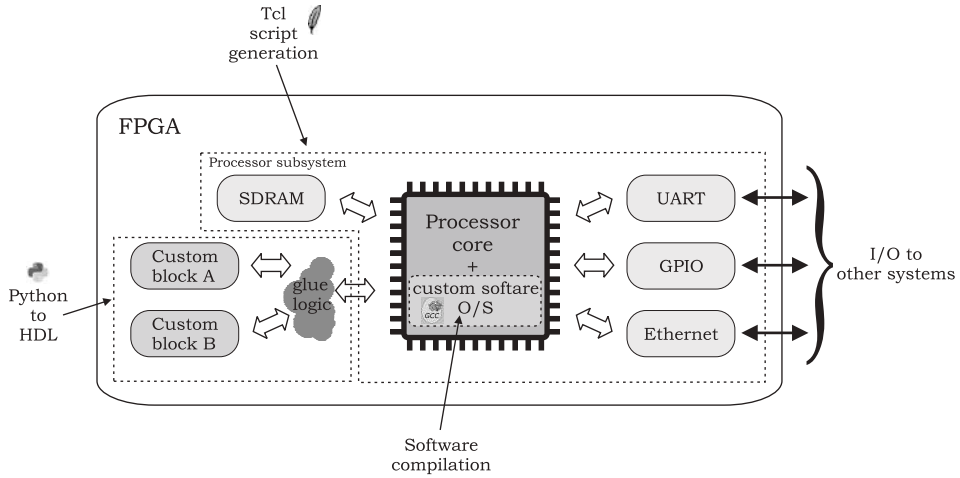 Tcl
script
generation
FPGA
Processor subsystem
SDRAM
UART
Processor
core
+
custom softare
O/S
GCC
Custom
block A
glue
logic
GPIO
I/O to
other systems
Python
to
HDL
Custom
block B
Ethernet
Software
compilation